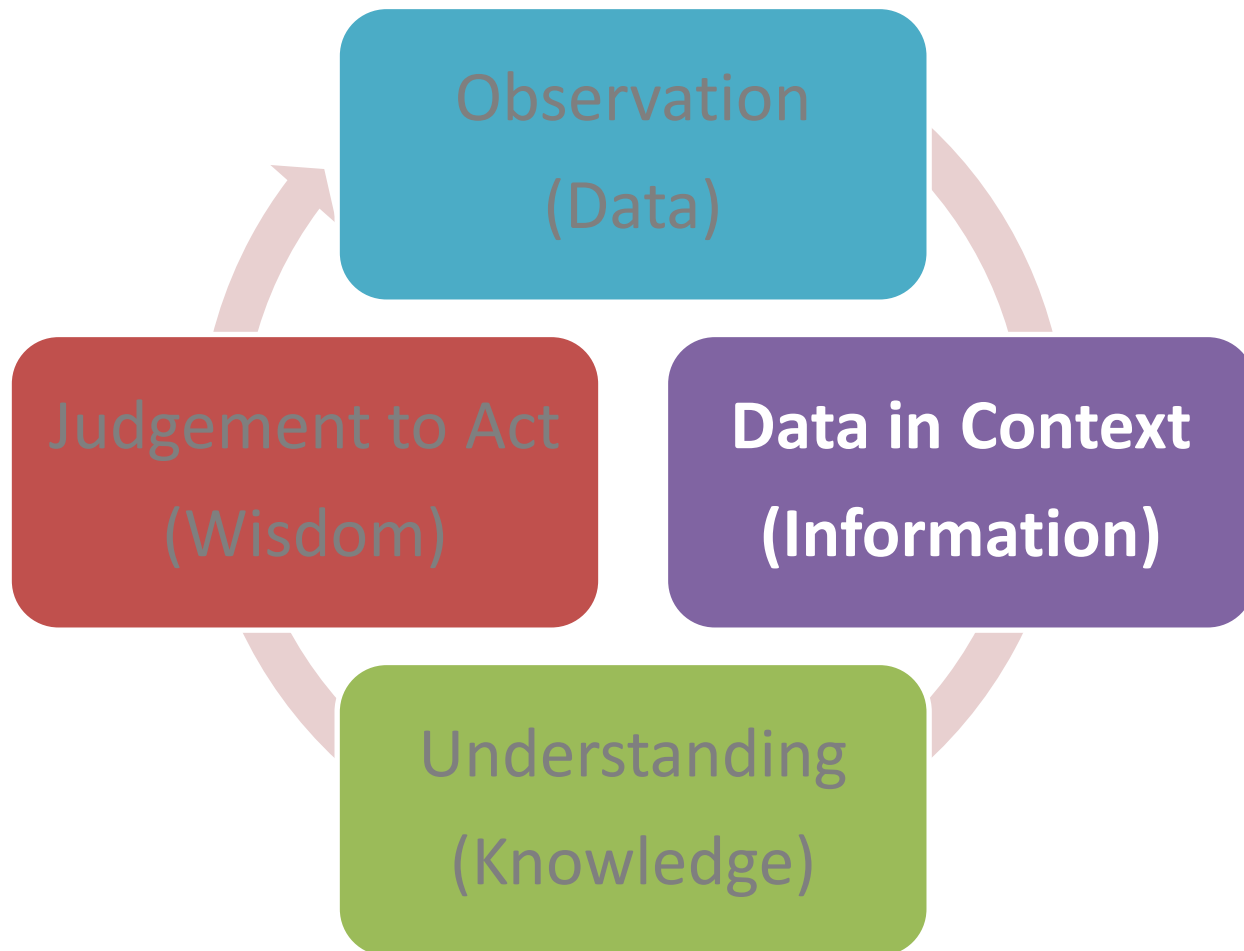 Observation
(Data)
Judgement to Act
(Wisdom)
Data in Context
(Information)
Understanding
(Knowledge)